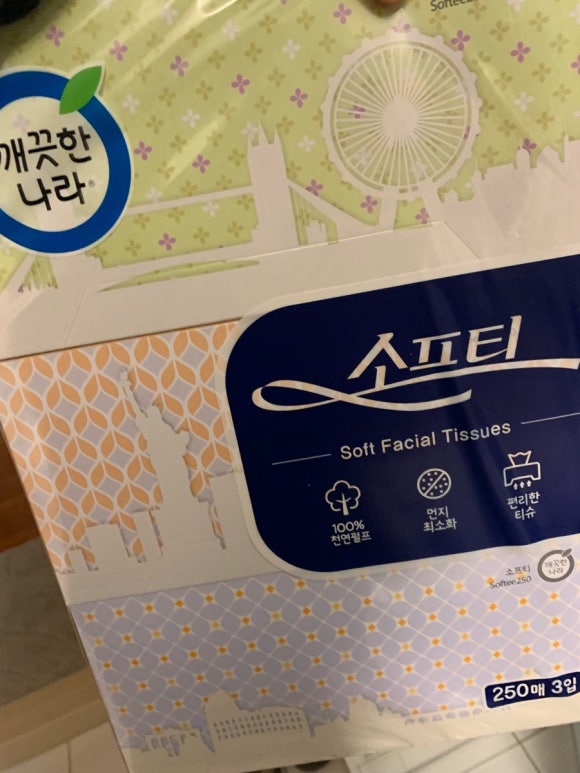 Softee250
깨끗한
나라®
소프티
Soft Facial Tissues
100%
천연펄프
먼지
최소화
편리한
티슈
소프티
Softee250
깨끗한
나라
250매 3입